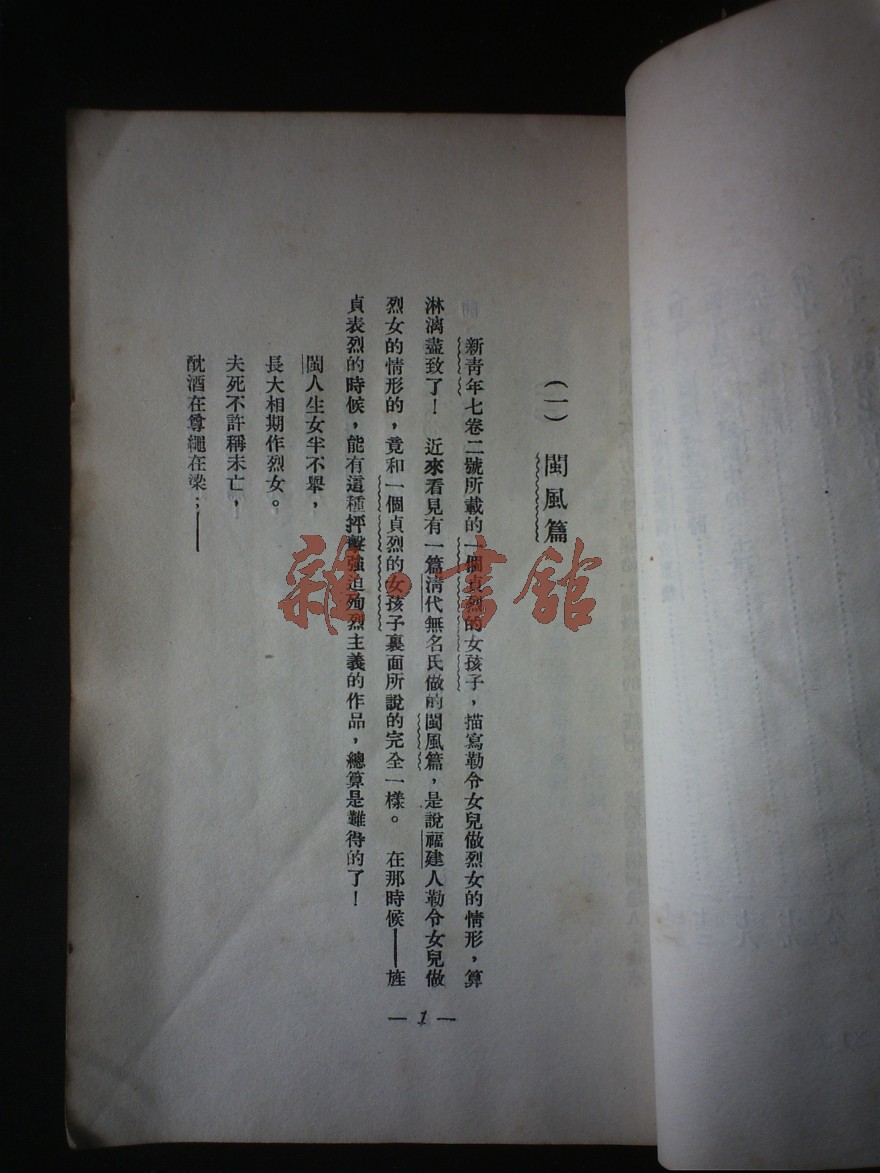 (一) 閩風篇
新靑年七卷二號所載的一個貞烈的女孩子，描寫勒令女兒做烈女的情形，算
淋漓盡致了！ 近來看見有一篇淸代無名氏做的閩風篇，是說福建人勒令女兒做
烈女的情形的，竟和一個貞烈的女孩子裏面所說的完全一樣。 在那時候——旌
貞表烈的時候，能有這種抨擊強迫殉烈主義的作品，總算是難得的了！
閩人生女半不舉，
長大相期作烈女。
夫死不許稱未亡，
酖酒在尊繩在梁；——
— 1 —
雜·書館